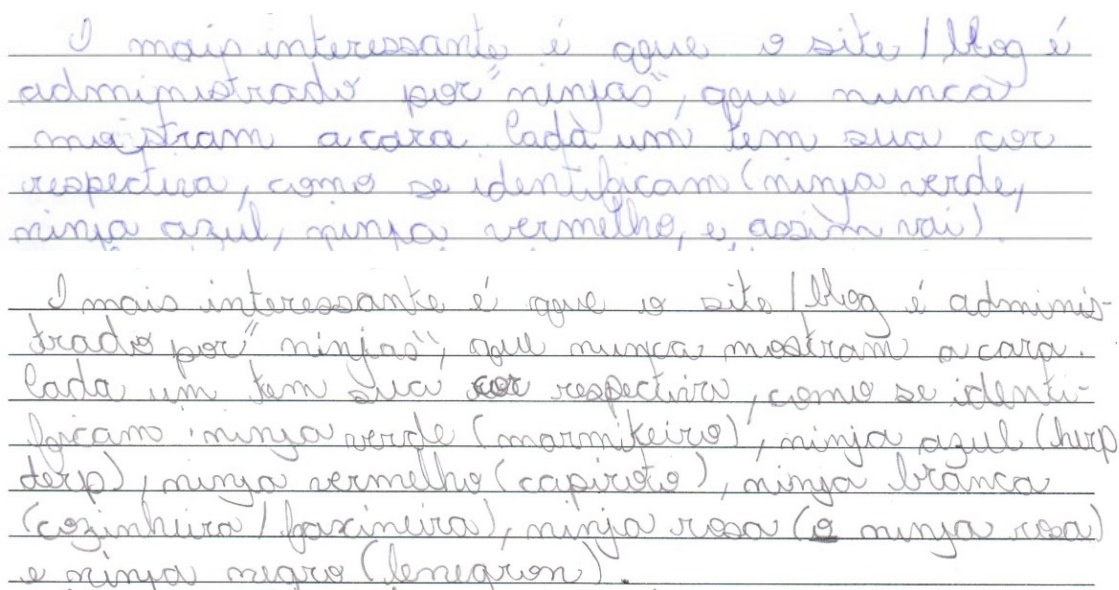 O mais interessante é que o site / blog é
administrado por "ninjas", que nunca
mostram a cara. Cada um tem sua cor
respectiva, como se identificam (ninja verde,
ninja azul, ninja vermelho, e assim vai).
O mais interessante é que o site / blog é adminis-
trado por "ninjas", que nunca mostram a cara.
Cada um tem sua cor respectiva, como se identi-
ficam: ninja verde (marmiteiro), ninja azul (hirp
derp), ninja vermelho (capiroto), ninja branca
(cozinheira / faxineira), ninja rosa (o ninja rosa)
e ninja negro (lenegron).